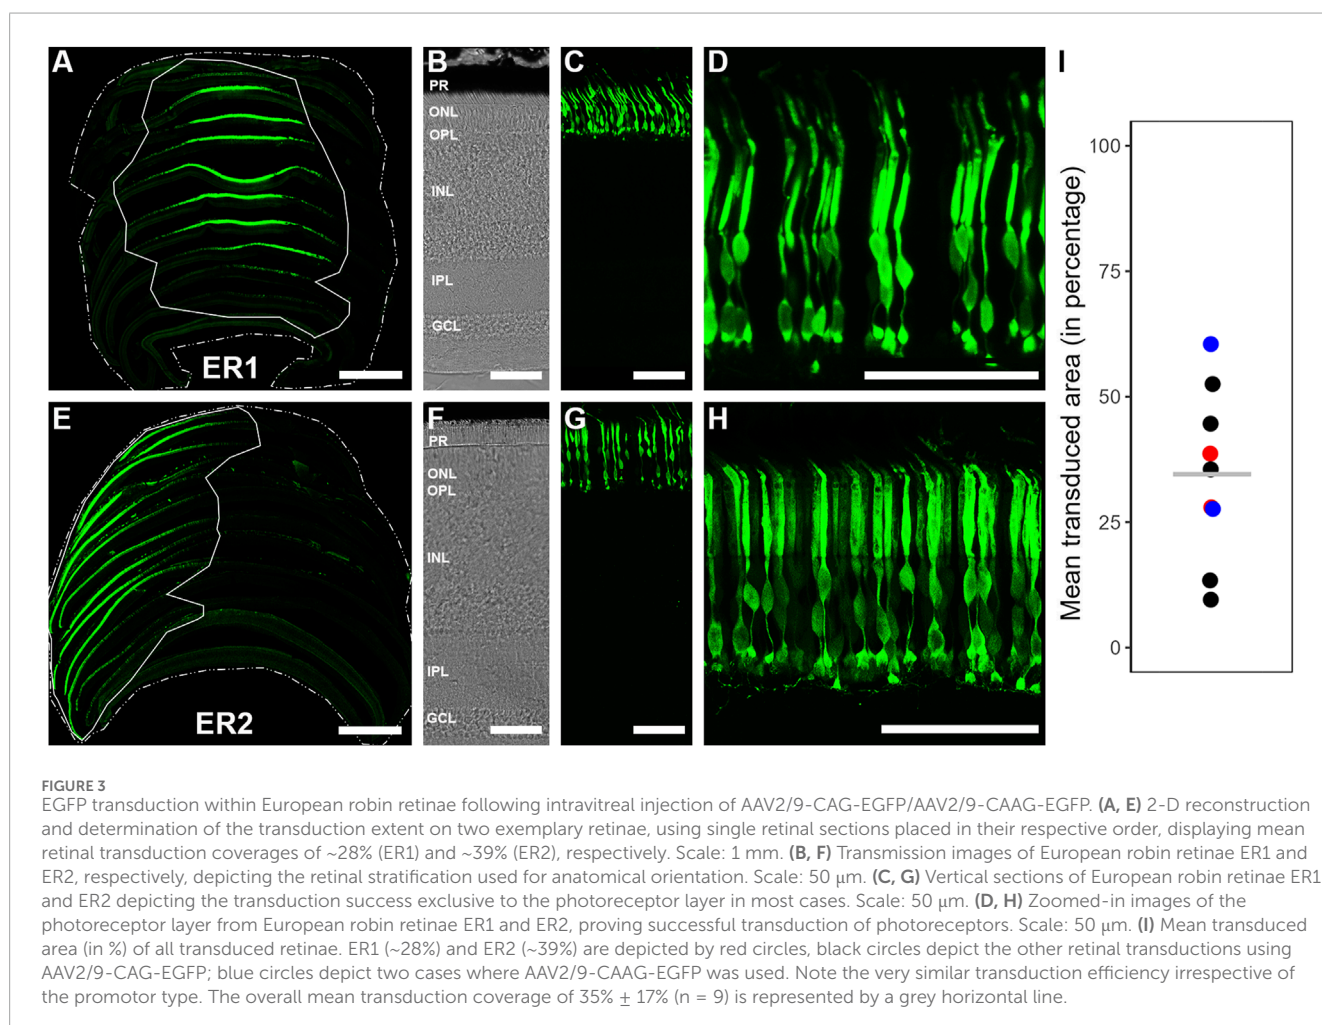 A
B
C
D
I
PR
ONL
OPL
INL
IPL
GCL
ER1
E
F
G
H
PR
ONL
OPL
INL
IPL
GCL
ER2
Mean transduced area (in percentage)
100
75
50
25
0
FIGURE 3
EGFP transduction within European robin retinae following intravitreal injection of AAV2/9-CAG-EGFP/AAV2/9-CAAG-EGFP. (A, E) 2-D reconstruction
and determination of the transduction extent on two exemplary retinae, using single retinal sections placed in their respective order, displaying mean
retinal transduction coverages of ~28% (ER1) and ~39% (ER2), respectively. Scale: 1 mm. (B, F) Transmission images of European robin retinae ER1 and
ER2, respectively, depicting the retinal stratification used for anatomical orientation. Scale: 50 μm. (C, G) Vertical sections of European robin retinae ER1
and ER2 depicting the transduction success exclusive to the photoreceptor layer in most cases. Scale: 50 μm. (D, H) Zoomed-in images of the
photoreceptor layer from European robin retinae ER1 and ER2, proving successful transduction of photoreceptors. Scale: 50 μm. (I) Mean transduced
area (in %) of all transduced retinae. ER1 (~28%) and ER2 (~39%) are depicted by red circles, black circles depict the other retinal transductions using
AAV2/9-CAG-EGFP; blue circles depict two cases where AAV2/9-CAAG-EGFP was used. Note the very similar transduction efficiency irrespective of
the promotor type. The overall mean transduction coverage of 35% ± 17% (n = 9) is represented by a grey horizontal line.